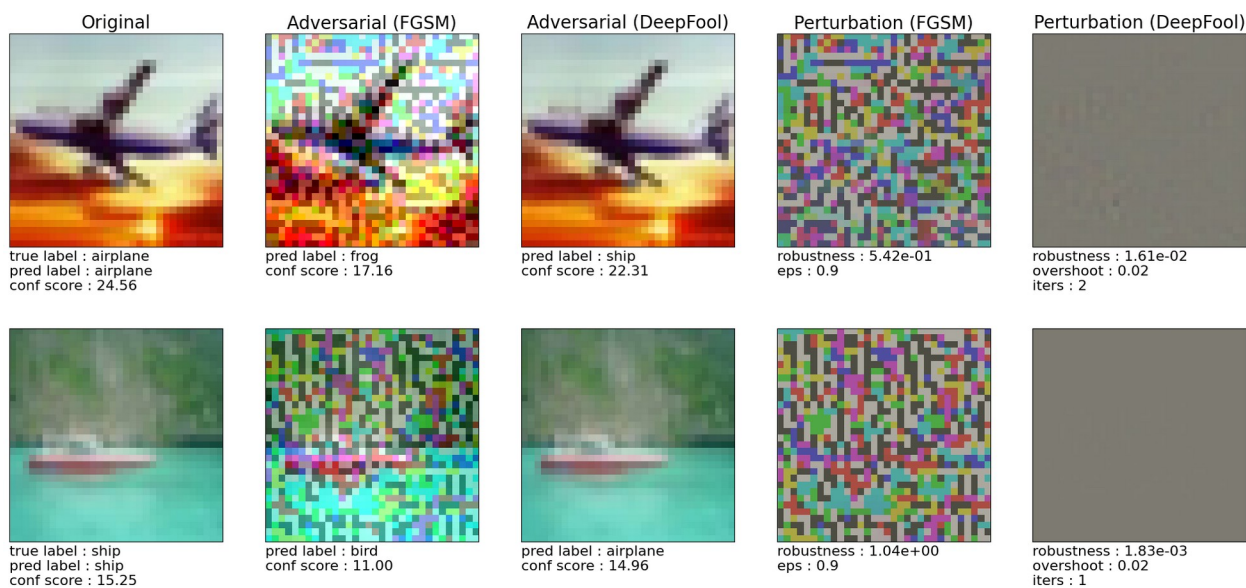 Original
Adversarial (FGSM)
Adversarial (DeepFool)
Perturbation (FGSM)
Perturbation (DeepFool)
true label : airplane
pred label : airplane
conf score : 24.56
pred label : frog
conf score : 17.16
pred label : ship
conf score : 22.31
robustness : 5.42e-01
eps : 0.9
robustness : 1.61e-02
overshoot : 0.02
iters : 2
true label : ship
pred label : ship
conf score : 15.25
pred label : bird
conf score : 11.00
pred label : airplane
conf score : 14.96
robustness : 1.04e+00
eps : 0.9
robustness : 1.83e-03
overshoot : 0.02
iters : 1